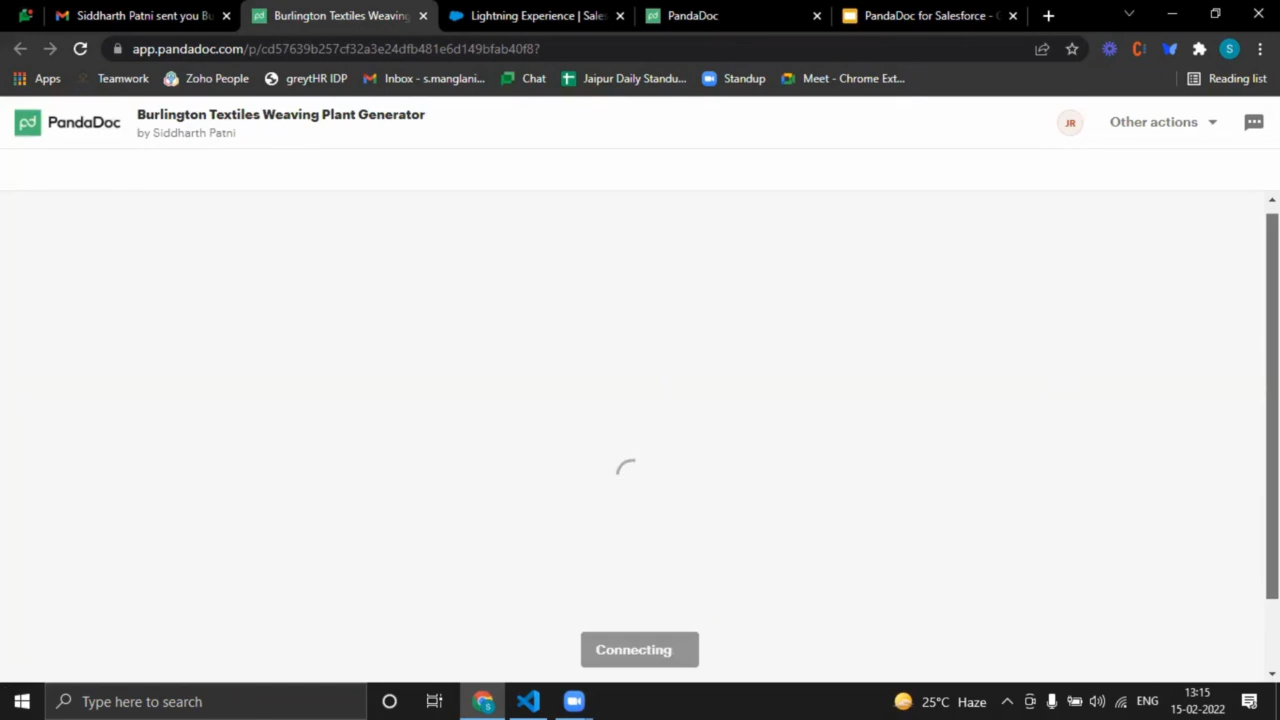 Siddharth Patni sent you Bu
Burlington Textiles Weaving
Lightning Experience | Sales
PandaDoc
PandaDoc for Salesforce - G
app.pandadoc.com/p/cd57639b257cf32a3e24dfb481e6d149bfab40f8?
S
Apps
Teamwork
Zoho People
greytHR IDP
Inbox - s.manglani...
Chat
Jaipur Daily Standu...
Standup
Meet - Chrome Ext...
Reading list
pd PandaDoc
Burlington Textiles Weaving Plant Generator
by Siddharth Patni
JR
Other actions
Connecting
Type here to search
25°C Haze
ENG
13:15
15-02-2022